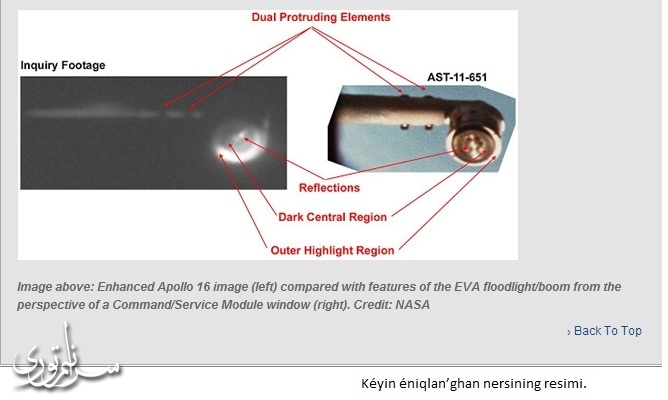 Dual Protruding Elements
Inquiry Footage
AST-11-651
Reflections
Dark Central Region
Outer Highlight Region
Image above: Enhanced Apollo 16 image (left) compared with features of the EVA floodlight/boom from the
perspective of a Command/Service Module window (right). Credit: NASA
› Back To Top
Kéyin éniqlan’ghan nersining resimi.